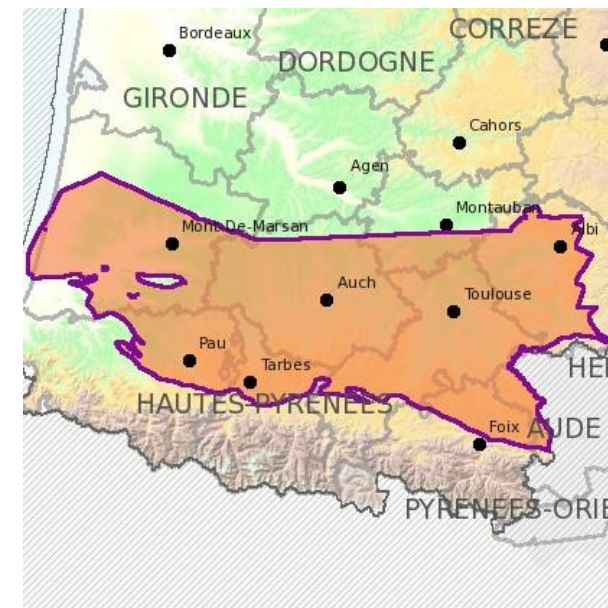 CORREZE
Bordeaux
DORDOGNE
GIRONDE
Cahors
Agen
Montauban
Mont-De-Marsan
Albi
Auch
Toulouse
Pau
Tarbes
HEI
HAUTES-PYRENEES
Foix
AUDE
PYRENEES-ORIE